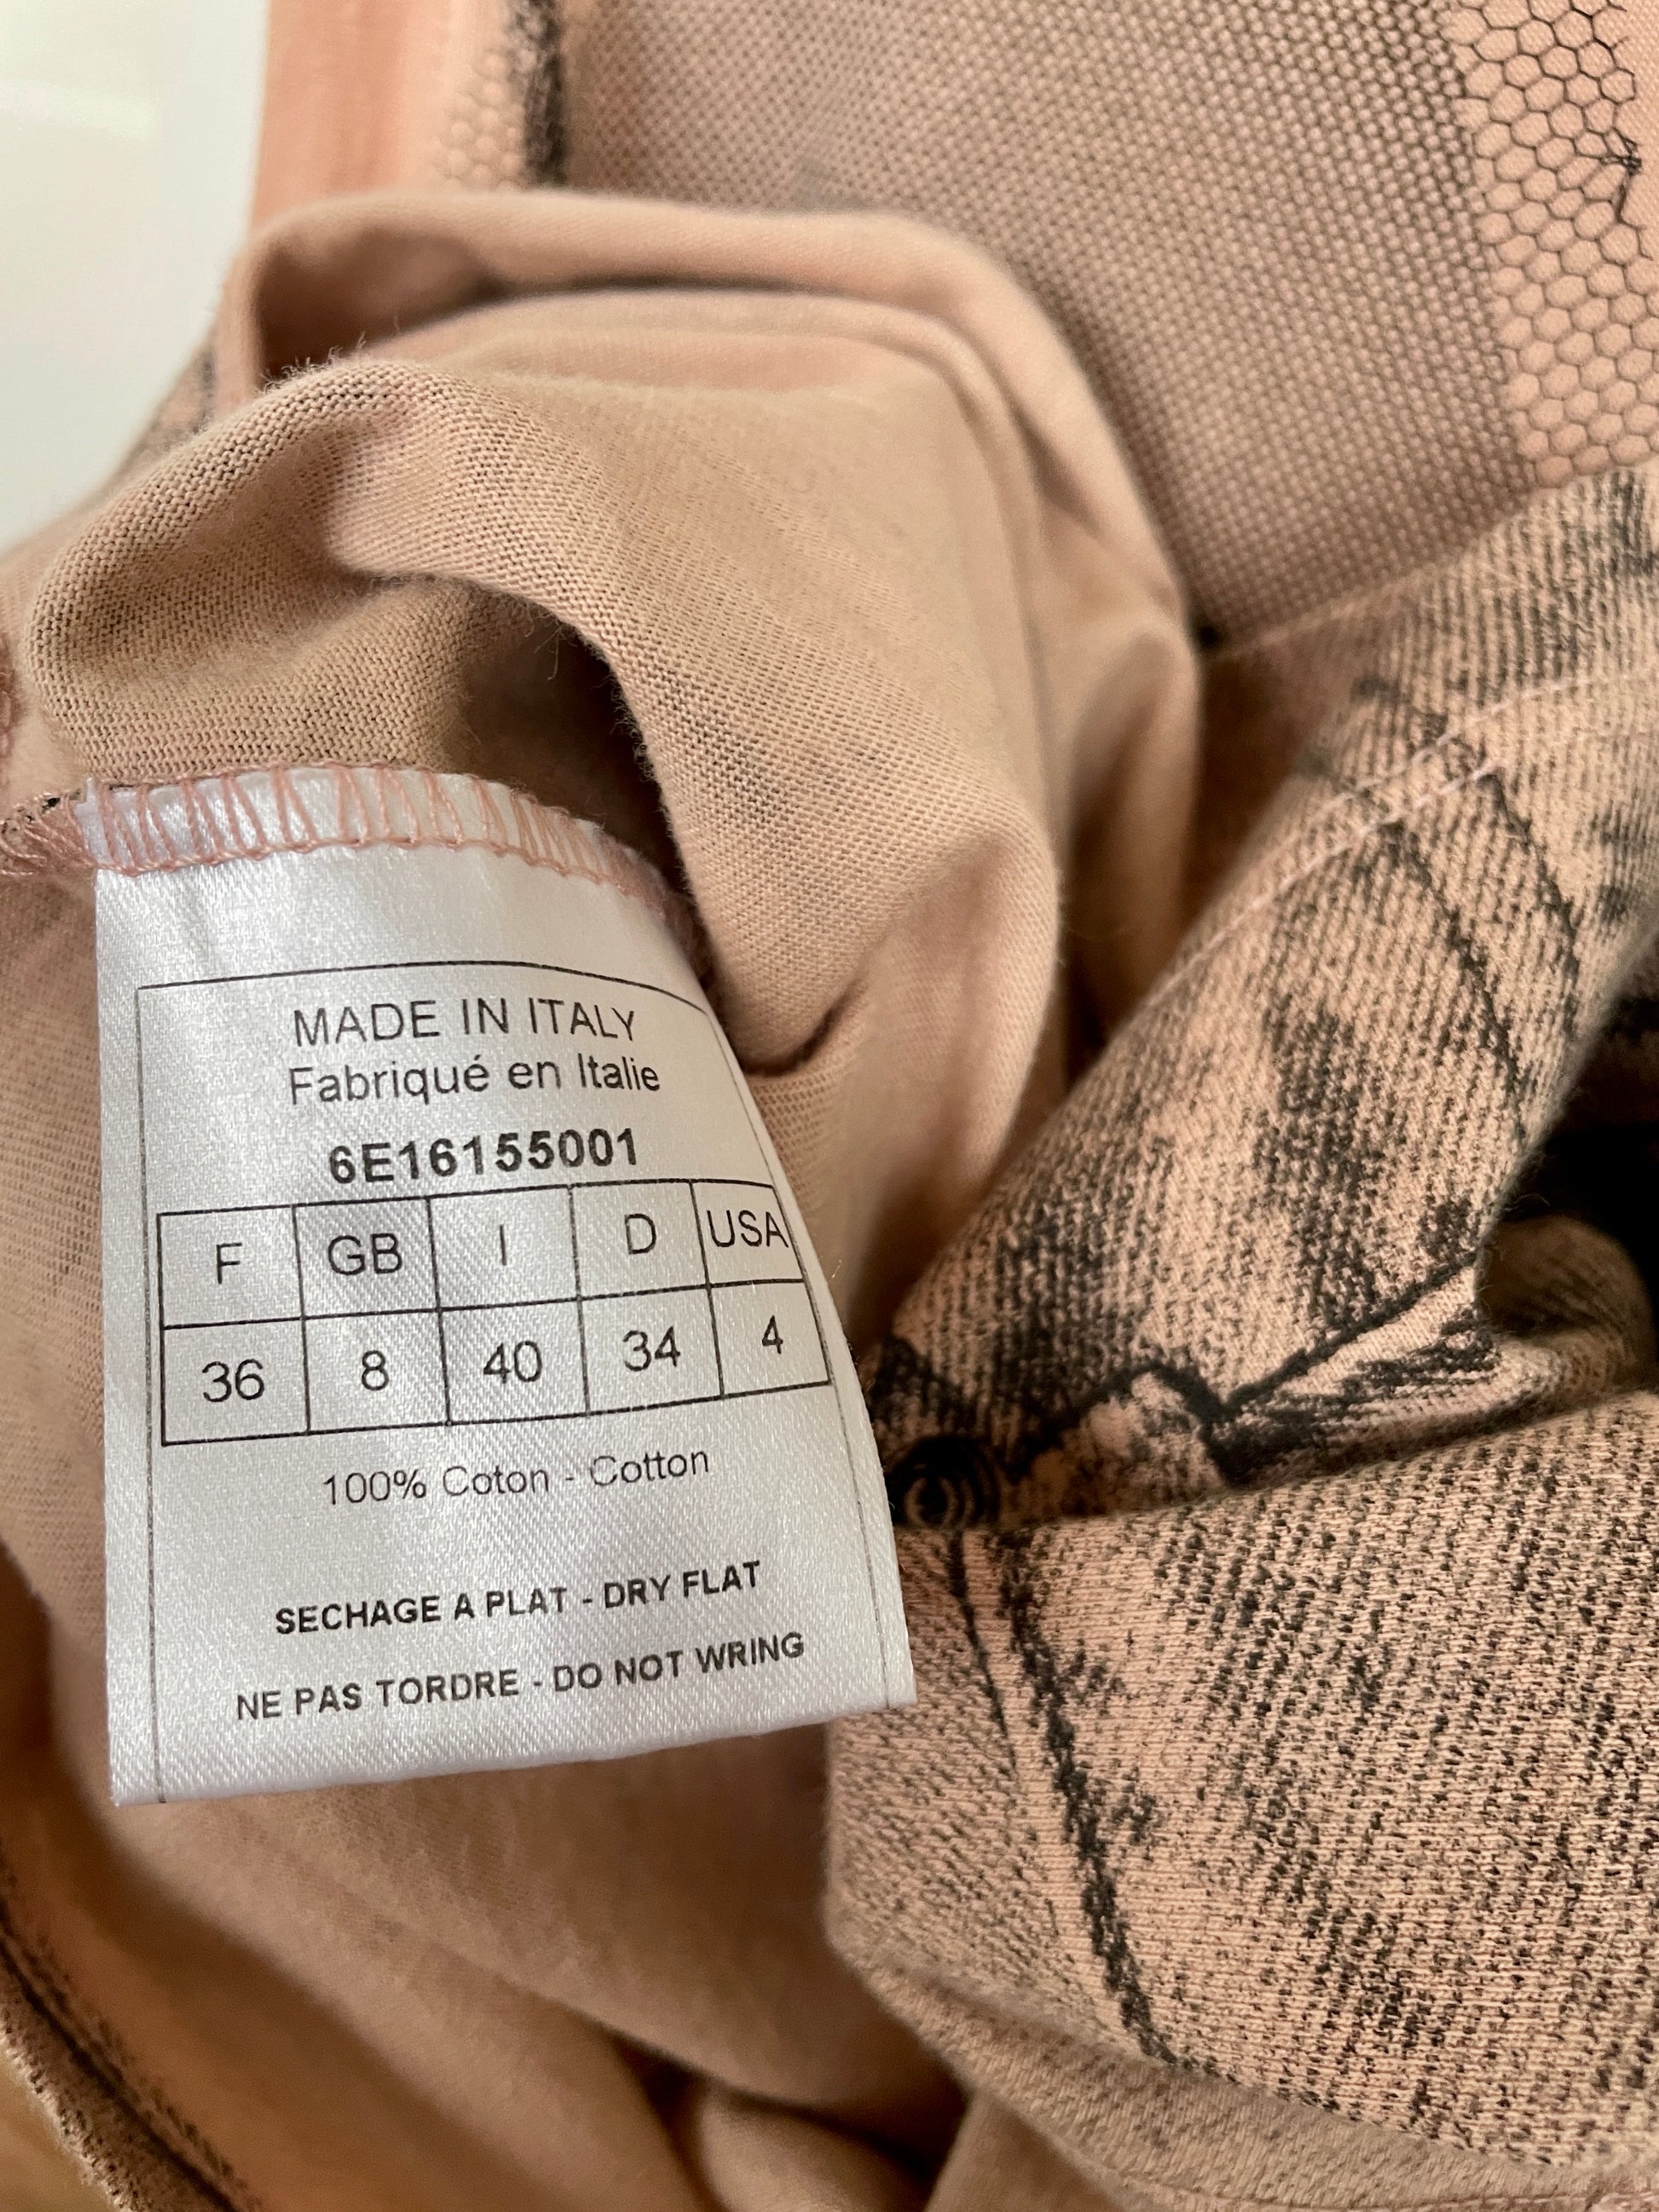 MADE IN ITALY
Fabriqué en Italie
6E16155001
F GB I D USA
36 8 40 34 4
100% Coton - Cotton
SECHAGE A PLAT - DRY FLAT
NE PAS TORDRE - DO NOT WRING